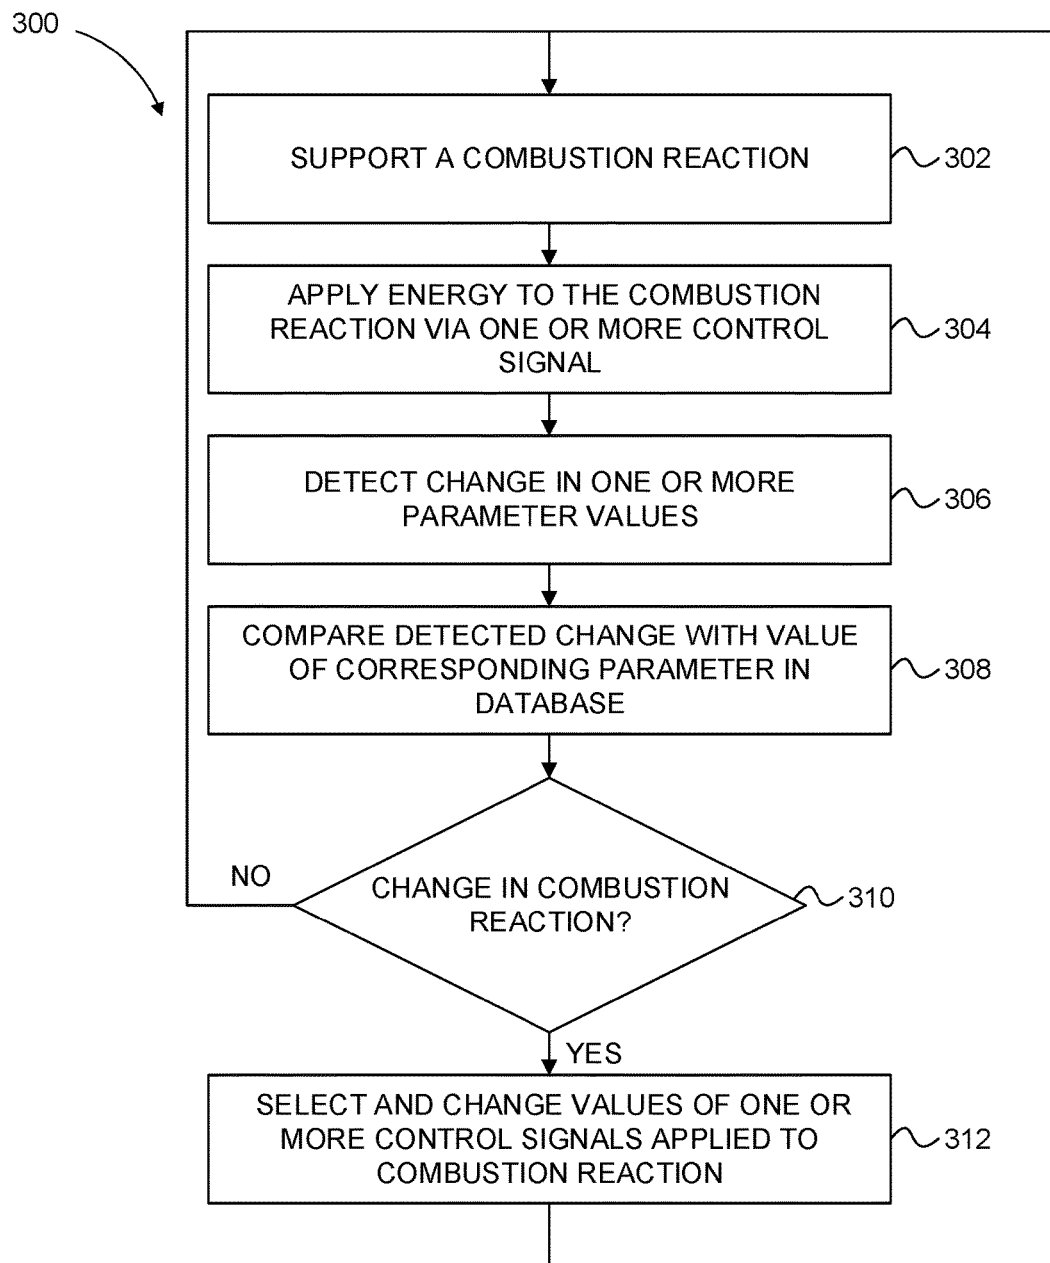 300
SUPPORT A COMBUSTION REACTION
302
APPLY ENERGY TO THE COMBUSTION
REACTION VIA ONE OR MORE CONTROL
SIGNAL
304
DETECT CHANGE IN ONE OR MORE
PARAMETER VALUES
306
COMPARE DETECTED CHANGE WITH VALUE
OF CORRESPONDING PARAMETER IN
DATABASE
308
NO
CHANGE IN COMBUSTION
REACTION?
310
YES
SELECT AND CHANGE VALUES OF ONE OR
MORE CONTROL SIGNALS APPLIED TO
COMBUSTION REACTION
312